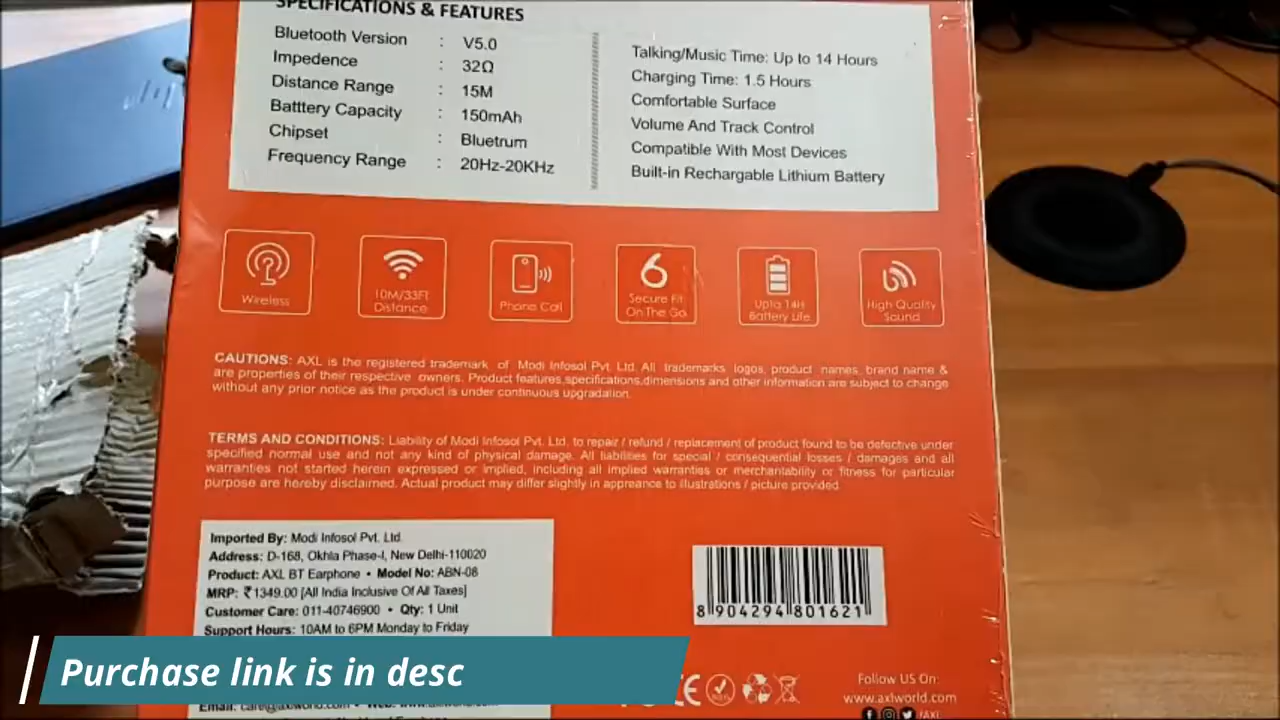 SPECIFICATIONS & FEATURES
Bluetooth Version : V5.0
Impedence : 32Ω
Distance Range : 15M
Batttery Capacity : 150mAh
Chipset : Bluetrum
Frequency Range : 20Hz-20KHz
Talking/Music Time: Up to 14 Hours
Charging Time: 1.5 Hours
Comfortable Surface
Volume And Track Control
Compatible With Most Devices
Built-in Rechargable Lithium Battery
Wireless
10M/33Ft
Distance
Phone Call
6
Secure Fit
On The Go
Upto 14H
Battery Life
High Quality
Sound
CAUTIONS: AXL is the registered trademark of Modi Infosol Pvt. Ltd. All trademarks logos, product names, brand name &
are properties of their respective owners. Product features,specifications,dimensions and other information are subject to change
without any prior notice as the product is under continuous upgradation.
TERMS AND CONDITIONS: Liability of Modi Infosol Pvt. Ltd. to repair / refund / replacement of product found to be defective under
specified normal use and not any kind of physical damage. All liabilities for special / consequential losses / damages and all
warranties not started herein expressed or implied, including all implied warranties or merchantability or fitness for particular
purpose are hereby disclaimed. Actual product may differ slightly in appreance to illustrations / picture provided.
Imported By: Modi Infosol Pvt. Ltd.
Address: D-168, Okhla Phase-I, New Delhi-110020
Product: AXL BT Earphone • Model No: ABN-08
MRP: ₹1349.00 [All India Inclusive Of All Taxes]
Customer Care: 011-40746900 • Qty: 1 Unit
Support Hours: 10AM to 6PM Monday to Friday
8 904294 801621
Purchase link is in desc
CE
Follow US On:
www.axlworld.com
/AXL
hp